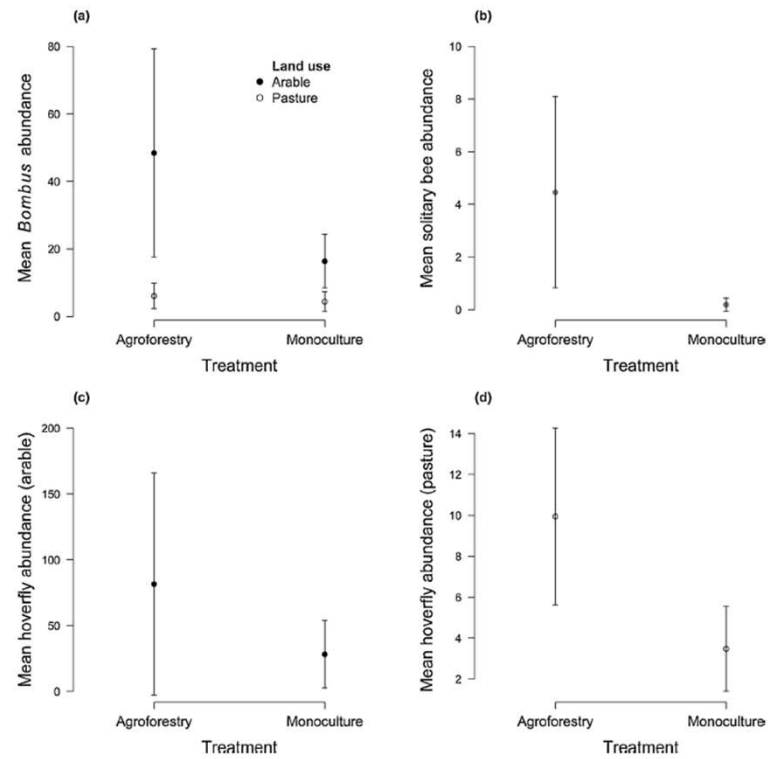 (a)
Mean Bombus abundance
80
60
40
20
0
Land use
Arable
Pasture
Agroforestry
Monoculture
Treatment
(b)
Mean solitary bee abundance
10
8
6
4
2
0
Agroforestry
Monoculture
Treatment
(c)
Mean hoverfly abundance (arable)
200
150
100
50
0
Agroforestry
Monoculture
Treatment
(d)
Mean hoverfly abundance (pasture)
14
12
10
8
6
4
2
Agroforestry
Monoculture
Treatment